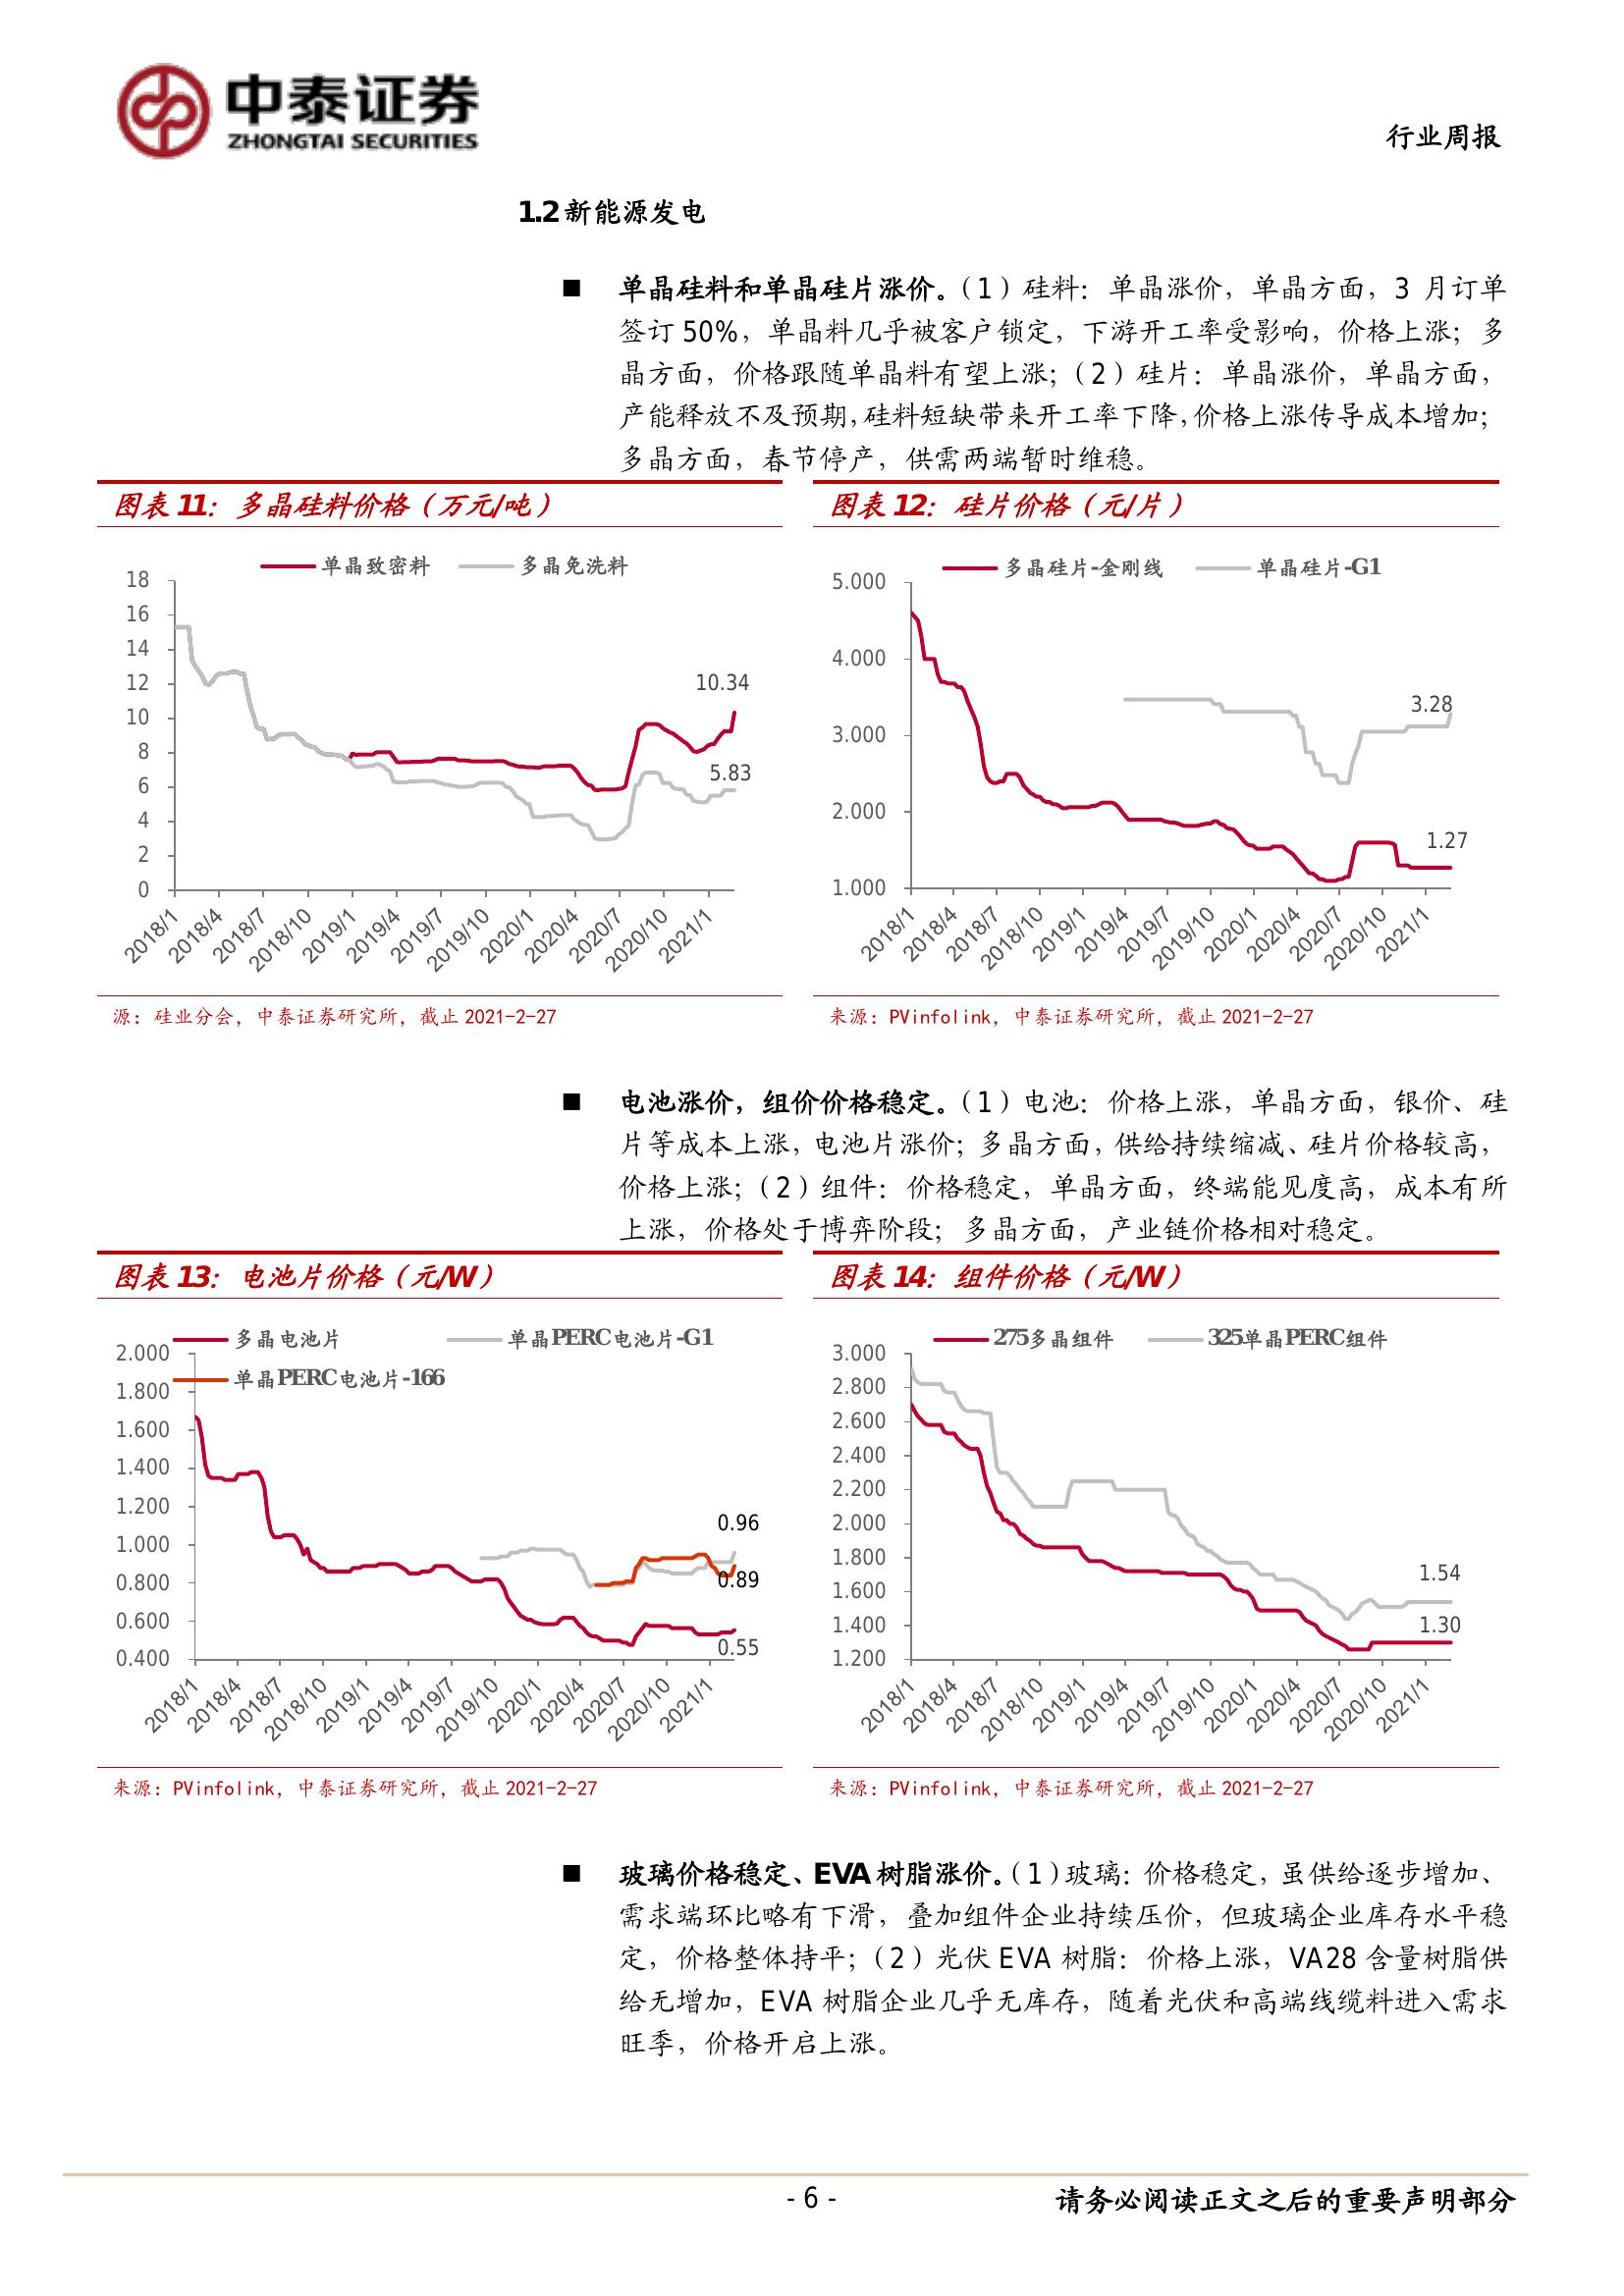 中泰证券
ZHONGTAI SECURITIES
行业周报
1.2 新能源发电
■ 单晶硅料和单晶硅片涨价。（1）硅料：单晶涨价，单晶方面，3 月订单
签订 50%，单晶料几乎被客户锁定，下游开工率受影响，价格上涨；多
晶方面，价格跟随单晶料有望上涨；（2）硅片：单晶涨价，单晶方面，
产能释放不及预期，硅料短缺带来开工率下降，价格上涨传导成本增加；
多晶方面，春节停产，供需两端暂时维稳。
图表 11：多晶硅料价格（万元/吨）
单晶致密料 多晶免洗料
18
16
14
12
10
8
6
4
2
0
10.34
5.83
2018/1 2018/4 2018/7 2018/10 2019/1 2019/4 2019/7 2019/10 2020/1 2020/4 2020/7 2020/10 2021/1
源：硅业分会，中泰证券研究所，截止 2021-2-27
图表 12：硅片价格（元/片）
多晶硅片-金刚线 单晶硅片-G1
5.000
4.000
3.000
2.000
1.000
3.28
1.27
2018/1 2018/4 2018/7 2018/10 2019/1 2019/4 2019/7 2019/10 2020/1 2020/4 2020/7 2020/10 2021/1
来源：PVinfolink，中泰证券研究所，截止 2021-2-27
■ 电池涨价，组价价格稳定。（1）电池：价格上涨，单晶方面，银价、硅
片等成本上涨，电池片涨价；多晶方面，供给持续缩减、硅片价格较高，
价格上涨；（2）组件：价格稳定，单晶方面，终端能见度高，成本有所
上涨，价格处于博弈阶段；多晶方面，产业链价格相对稳定。
图表 13：电池片价格（元/W）
多晶电池片 单晶PERC电池片-G1
单晶PERC电池片-166
2.000
1.800
1.600
1.400
1.200
1.000
0.800
0.600
0.400
0.96
0.89
0.55
2018/1 2018/4 2018/7 2018/10 2019/1 2019/4 2019/7 2019/10 2020/1 2020/4 2020/7 2020/10 2021/1
来源：PVinfolink，中泰证券研究所，截止 2021-2-27
图表 14：组件价格（元/W）
275多晶组件 325单晶PERC组件
3.000
2.800
2.600
2.400
2.200
2.000
1.800
1.600
1.400
1.200
1.54
1.30
2018/1 2018/4 2018/7 2018/10 2019/1 2019/4 2019/7 2019/10 2020/1 2020/4 2020/7 2020/10 2021/1
来源：PVinfolink，中泰证券研究所，截止 2021-2-27
■ 玻璃价格稳定、EVA 树脂涨价。（1）玻璃：价格稳定，虽供给逐步增加、
需求端环比略有下滑，叠加组件企业持续压价，但玻璃企业库存水平稳
定，价格整体持平；（2）光伏 EVA 树脂：价格上涨，VA28 含量树脂供
给无增加，EVA 树脂企业几乎无库存，随着光伏和高端线缆料进入需求
旺季，价格开启上涨。
- 6 -
请务必阅读正文之后的重要声明部分